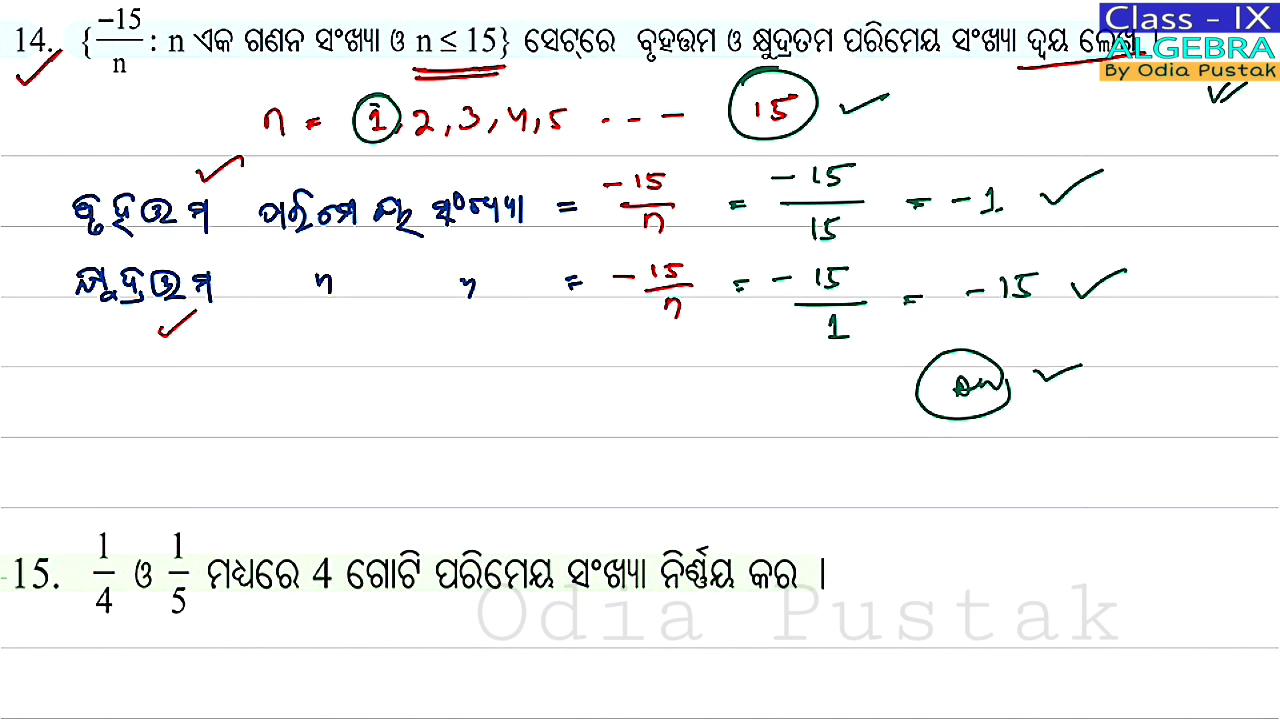 Class - IX
ALGEBRA
By Odia Pustak
14. {-15/n : n ଏକ ଗଣନ ସଂଖ୍ୟା ଓ n ≤ 15} ସେଟ୍‌ରେ ବୃହତ୍ତମ ଓ କ୍ଷୁଦ୍ରତମ ପରିମେୟ ସଂଖ୍ୟା ଦ୍ୱୟ ଲେଖ ।
n = 1, 2, 3, 4, 5 ... 15
ବୃହତ୍ତମ ପରିମେୟ ସଂଖ୍ୟା = -15/n = -15/15 = -1
କ୍ଷୁଦ୍ରତମ " " = -15/n = -15/1 = -15
15. 1/4 ଓ 1/5 ମଧ୍ୟରେ 4 ଗୋଟି ପରିମେୟ ସଂଖ୍ୟା ନିର୍ଣ୍ଣୟ କର ।
Odia Pustak